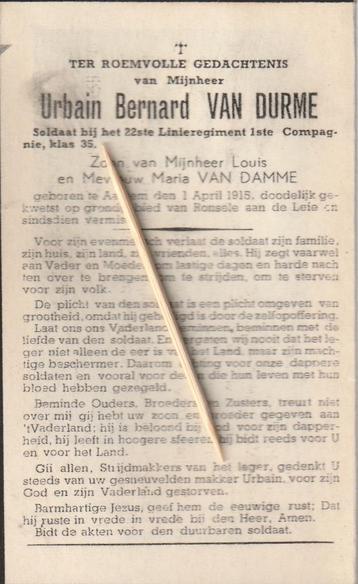 TER ROEMVOLLE GEDACHTENIS
van Mijnheer
Urbain Bernard VAN DURME
Soldaat bij het 22ste Linieregiment 1ste Compag-
nie, klas 35.
Zoon van Mijnheer Louis
en Mevrouw Maria VAN DAMME
geboren te den 1 April 1915, doodelijk ge-
kwetst op grondgebied van Ronsele aan de Leie en
sindsdien vermist.
Voor zijn evenmensch verlaat de soldaat zijn familie,
zijn huis, zijn land, zijn vrienden, alles. Hij zegt vaarwel
aan Vader en Moeder om lastige dagen en harde nach-
ten over te brengen om te strijden, om te sterven
voor zijn volk.
De plicht van den soldaat is een plicht omgeven van
grootheid, omdat hij gehuldigd is door de zelfopoffering.
Laat ons ons Vaderland beminnen, beminnen met de
liefde van den soldaat. En vergeten wij nooit dat het le-
ger niet alleen de eer is van het Land, maar zijn mach-
tige beschermer. Daarom achting voor onze dappere
soldaten en vooral voor deze die hun leven met hun
bloed hebben gezegeld.
Beminde Ouders, Broeders en Zusters, treurt niet
over mij gij hebt uw zoon en broeder gegeven aan
't Vaderland; hij is beloond bij God voor zijn dapper-
heid, hij leeft in hoogere sfeeren hij bidt reeds voor U
en voor het Land.
Gij allen, Strijdmakkers van het leger, gedenkt U
steeds van uw gesneuvelden makker Urbain, voor zijn
God en zijn Vaderland gestorven.
Barmhartige Jezus, geef hem de eeuwige rust; Dat
hij ruste in vrede in vrede bij den Heer, Amen.
Bidt de akten voor den duurbaren soldaat.